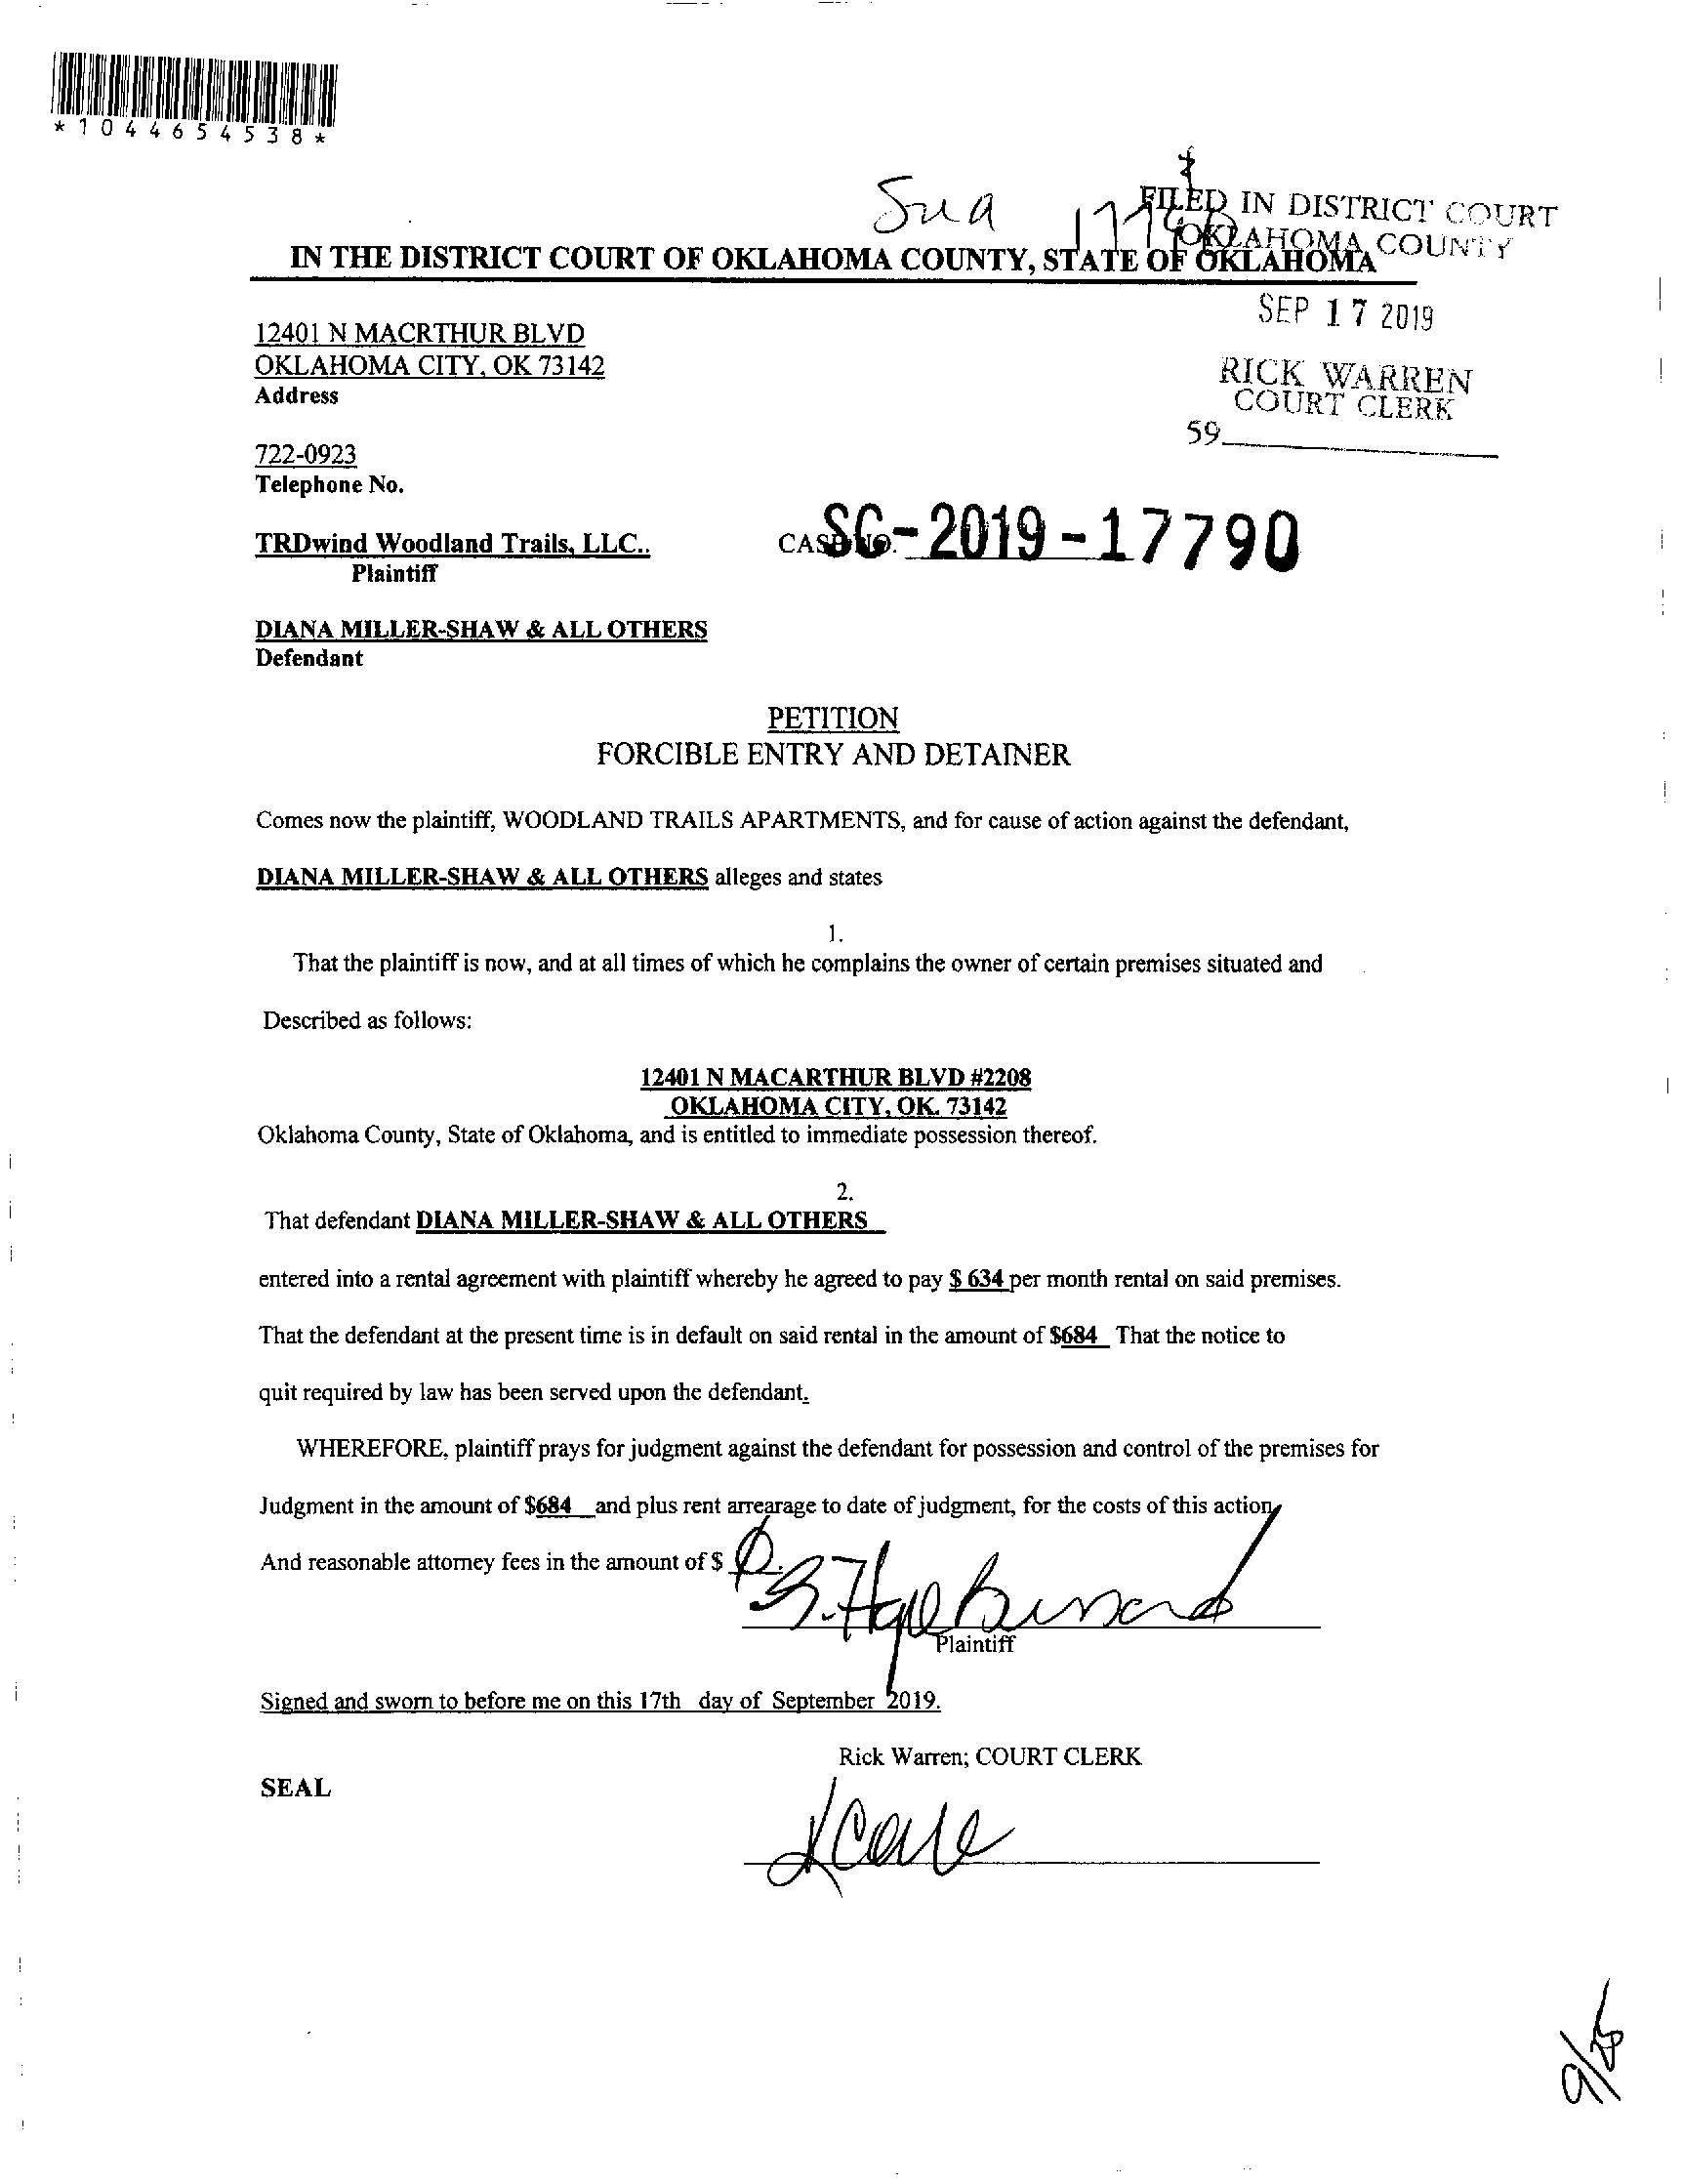 *1044654538*
Sua
FILED IN DISTRICT COURT
OKLAHOMA COUNTY
IN THE DISTRICT COURT OF OKLAHOMA COUNTY, STATE OF OKLAHOMA
SEP 17 2019
12401 N MACRTHUR BLVD
OKLAHOMA CITY, OK 73142
Address
RICK WARREN
COURT CLERK
59
722-0923
Telephone No.
TRDwind Woodland Trails, LLC..
CASE NO. SC-2019-17790
Plaintiff
DIANA MILLER-SHAW & ALL OTHERS
Defendant
PETITION
FORCIBLE ENTRY AND DETAINER
Comes now the plaintiff, WOODLAND TRAILS APARTMENTS, and for cause of action against the defendant,
DIANA MILLER-SHAW & ALL OTHERS alleges and states
1.
That the plaintiff is now, and at all times of which he complains the owner of certain premises situated and
Described as follows:
12401 N MACARTHUR BLVD #2208
OKLAHOMA CITY, OK. 73142
Oklahoma County, State of Oklahoma, and is entitled to immediate possession thereof.
2.
That defendant DIANA MILLER-SHAW & ALL OTHERS
entered into a rental agreement with plaintiff whereby he agreed to pay $ 634 per month rental on said premises.
That the defendant at the present time is in default on said rental in the amount of $684 That the notice to
quit required by law has been served upon the defendant.
WHEREFORE, plaintiff prays for judgment against the defendant for possession and control of the premises for
Judgment in the amount of $684 and plus rent arrearage to date of judgment, for the costs of this action,
And reasonable attorney fees in the amount of $
Plaintiff
Signed and sworn to before me on this 17th day of September 2019.
Rick Warren; COURT CLERK
SEAL
9/25